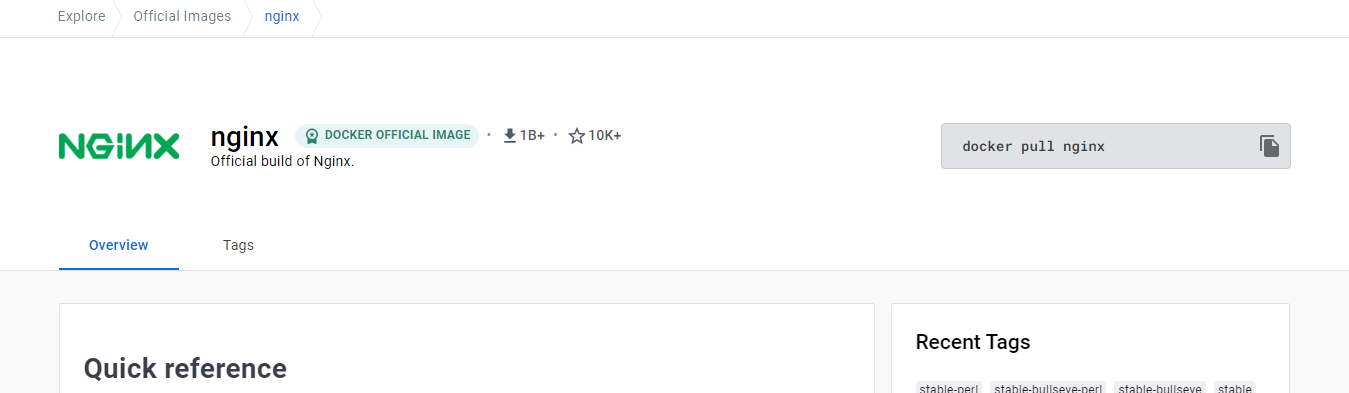 Explore Official Images nginx
NGINX
nginx DOCKER OFFICIAL IMAGE • 1B+ • 10K+
Official build of Nginx.
docker pull nginx
Overview Tags
Quick reference
Recent Tags
stable-perl stable-bullseye-perl stable-bullseye stable